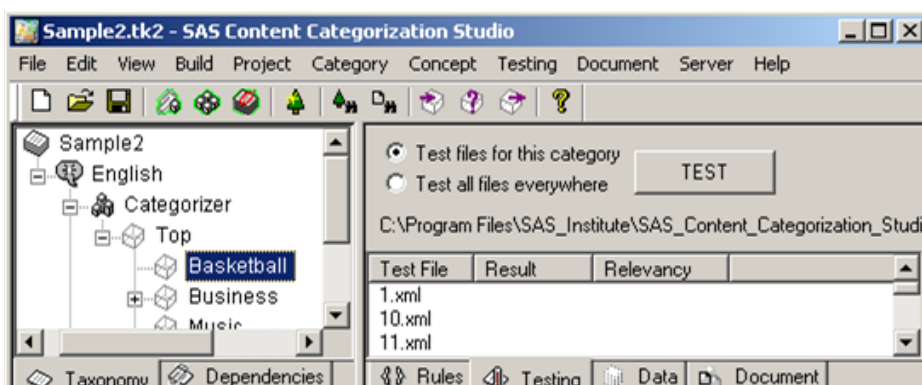 Sample2.tk2 - SAS Content Categorization Studio
File Edit View Build Project Category Concept Testing Document Server Help
Sample2
English
Categorizer
Top
Basketball
Business
Music
Taxonomy Dependencies
Test files for this category
Test all files everywhere
TEST
C:\Program Files\SAS_Institute\SAS_Content_Categorization_Studi
Test File Result Relevancy
1.xml
10.xml
11.xml
Rules Testing Data Document